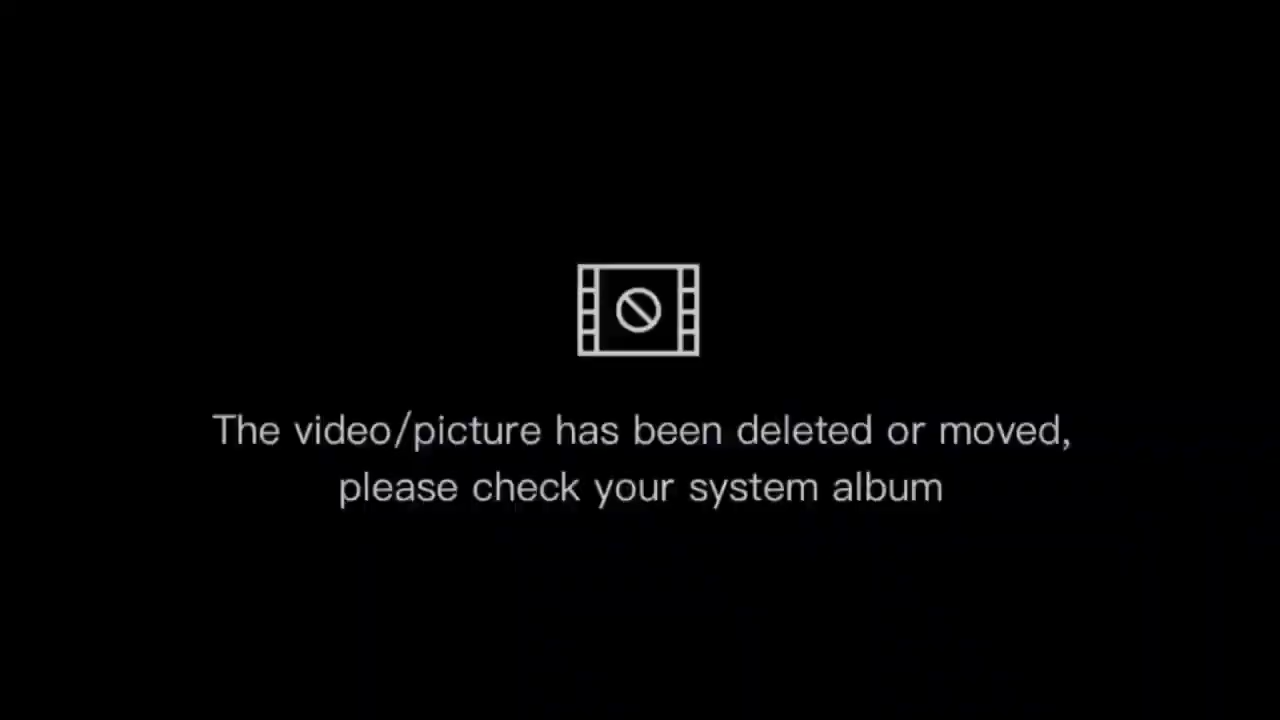 The video/picture has been deleted or moved,
please check your system album